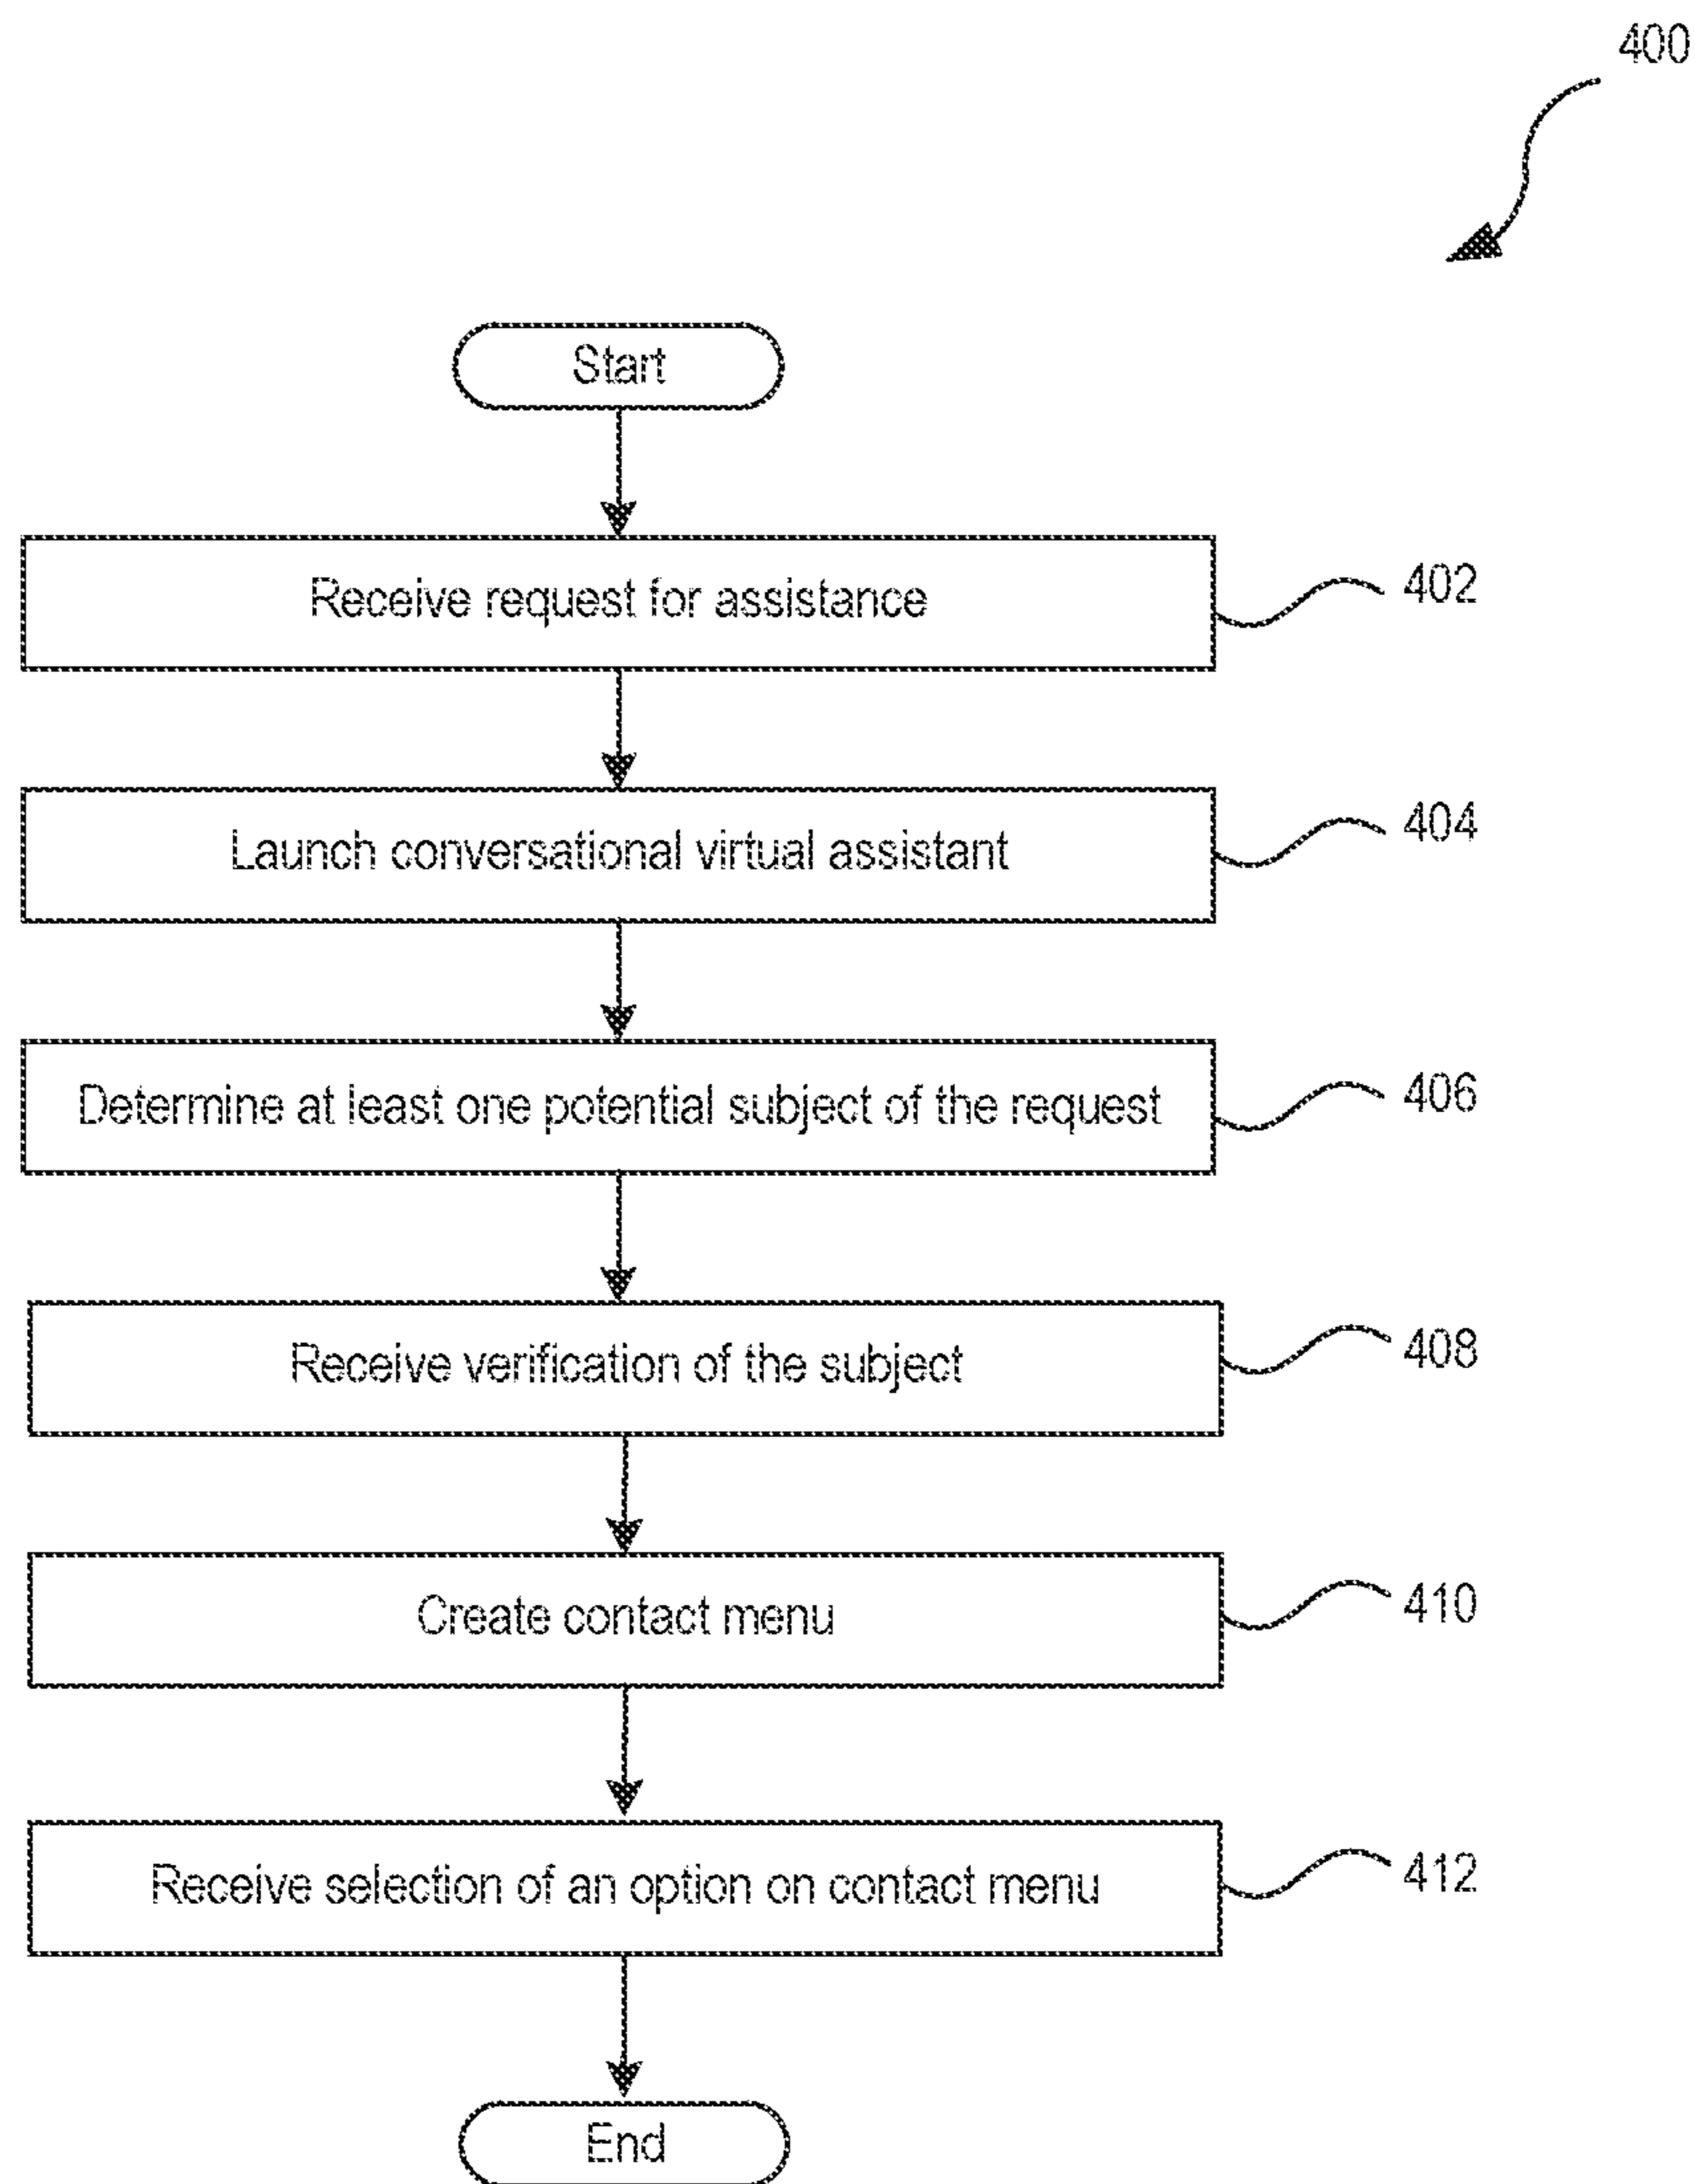 400
Start
Receive request for assistance
402
Launch conversational virtual assistant
404
Determine at least one potential subject of the request
406
Receive verification of the subject
408
Create contact menu
410
Receive selection of an option on contact menu
412
End